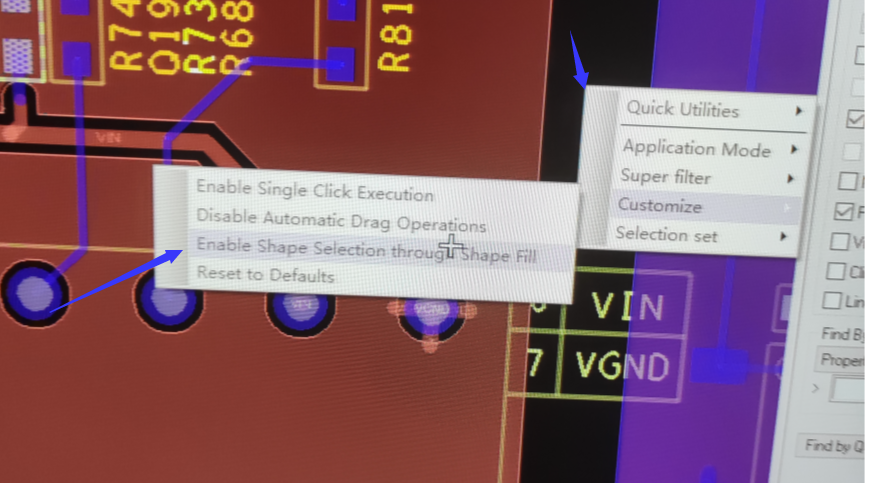 R74
Q19
R73
R68
R81
VIN
Quick Utilities
Application Mode
Super filter
Customize
Selection set
Enable Single Click Execution
Disable Automatic Drag Operations
Enable Shape Selection through Shape Fill
Reset to Defaults
VIN
VGND
VIN
7 VGND
Find By
Find by Q